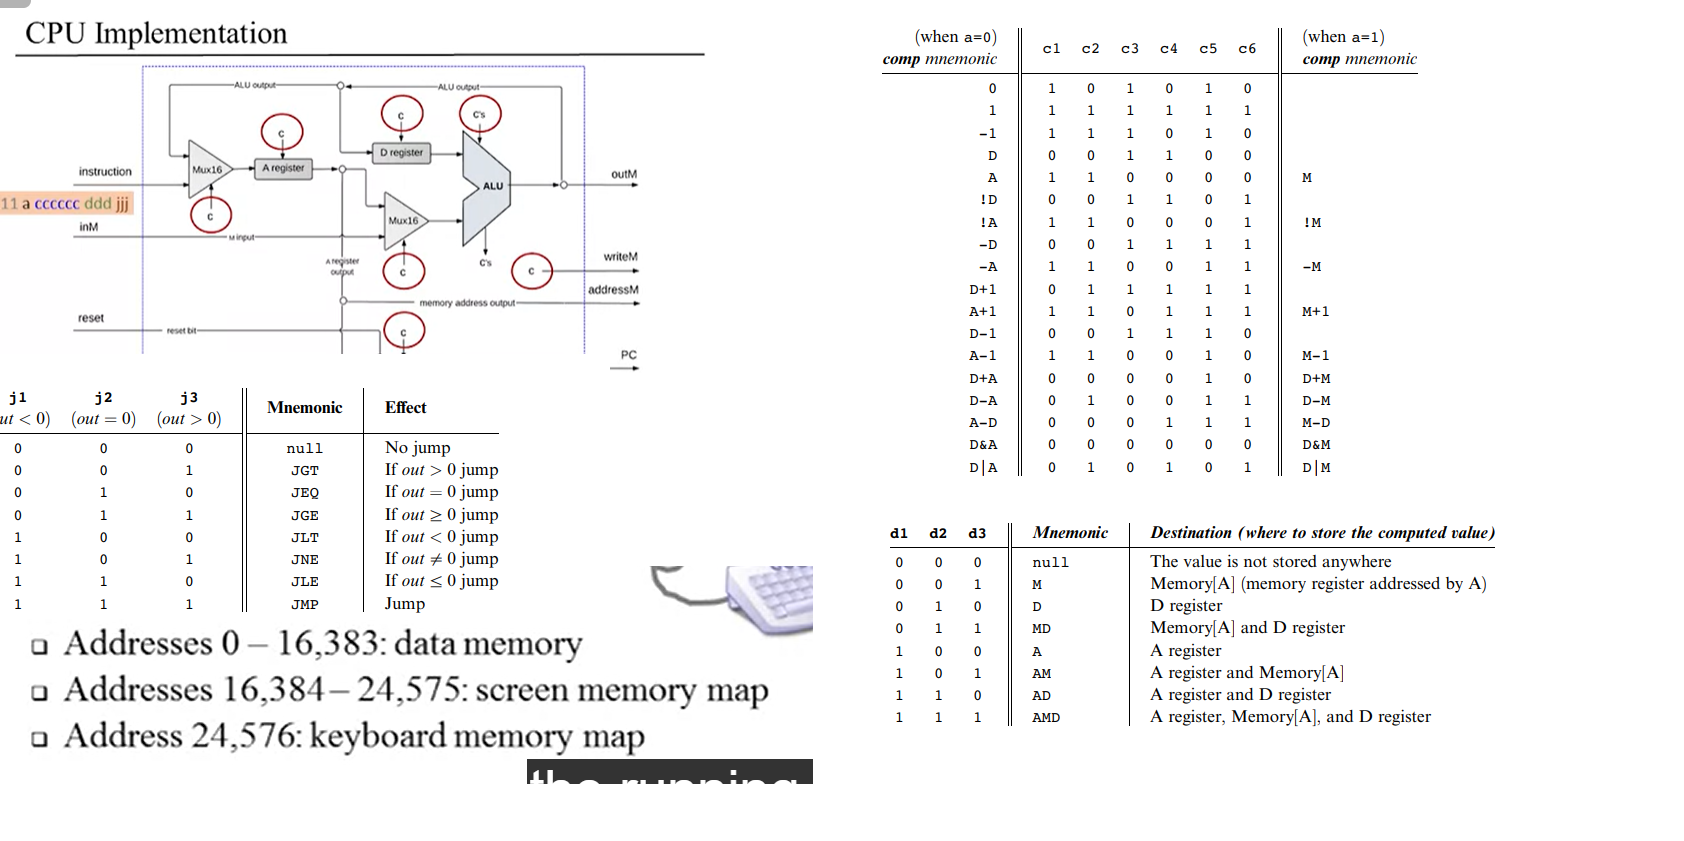 CPU Implementation
ALU output
ALU output
c
c
c's
D register
instruction
Mux16
A register
ALU
outM
11 a cccccc ddd jjj
c
Mux16
inM
M input
A register
output
c
c's
c
writeM
addressM
memory address output
reset
reset bit
c
PC
j1 j2 j3 Mnemonic Effect
(out = 0) (out > 0)
0 0 0 null No jump
0 0 1 JGT If out > 0 jump
0 1 0 JEQ If out = 0 jump
0 1 1 JGE If out ≥ 0 jump
1 0 0 JLT If out < 0 jump
1 0 1 JNE If out ≠ 0 jump
1 1 0 JLE If out ≤ 0 jump
1 1 1 JMP Jump
Addresses 0 – 16,383: data memory
Addresses 16,384 – 24,575: screen memory map
Address 24,576: keyboard memory map
(when a=0) c1 c2 c3 c4 c5 c6 (when a=1)
comp mnemonic comp mnemonic
0 1 0 1 0 1 0
1 1 1 1 1 1 1
-1 1 1 1 0 1 0
D 0 0 1 1 0 0
A 1 1 0 0 0 0 M
!D 0 0 1 1 0 1
!A 1 1 0 0 0 1 !M
-D 0 0 1 1 1 1
-A 1 1 0 0 1 1 -M
D+1 0 1 1 1 1 1
A+1 1 1 0 1 1 1 M+1
D-1 0 0 1 1 1 0
A-1 1 1 0 0 1 0 M-1
D+A 0 0 0 0 1 0 D+M
D-A 0 1 0 0 1 1 D-M
A-D 0 0 0 1 1 1 M-D
D&A 0 0 0 0 0 0 D&M
D|A 0 1 0 1 0 1 D|M
d1 d2 d3 Mnemonic Destination (where to store the computed value)
0 0 0 null The value is not stored anywhere
0 0 1 M Memory[A] (memory register addressed by A)
0 1 0 D D register
0 1 1 MD Memory[A] and D register
1 0 0 A A register
1 0 1 AM A register and Memory[A]
1 1 0 AD A register and D register
1 1 1 AMD A register, Memory[A], and D register